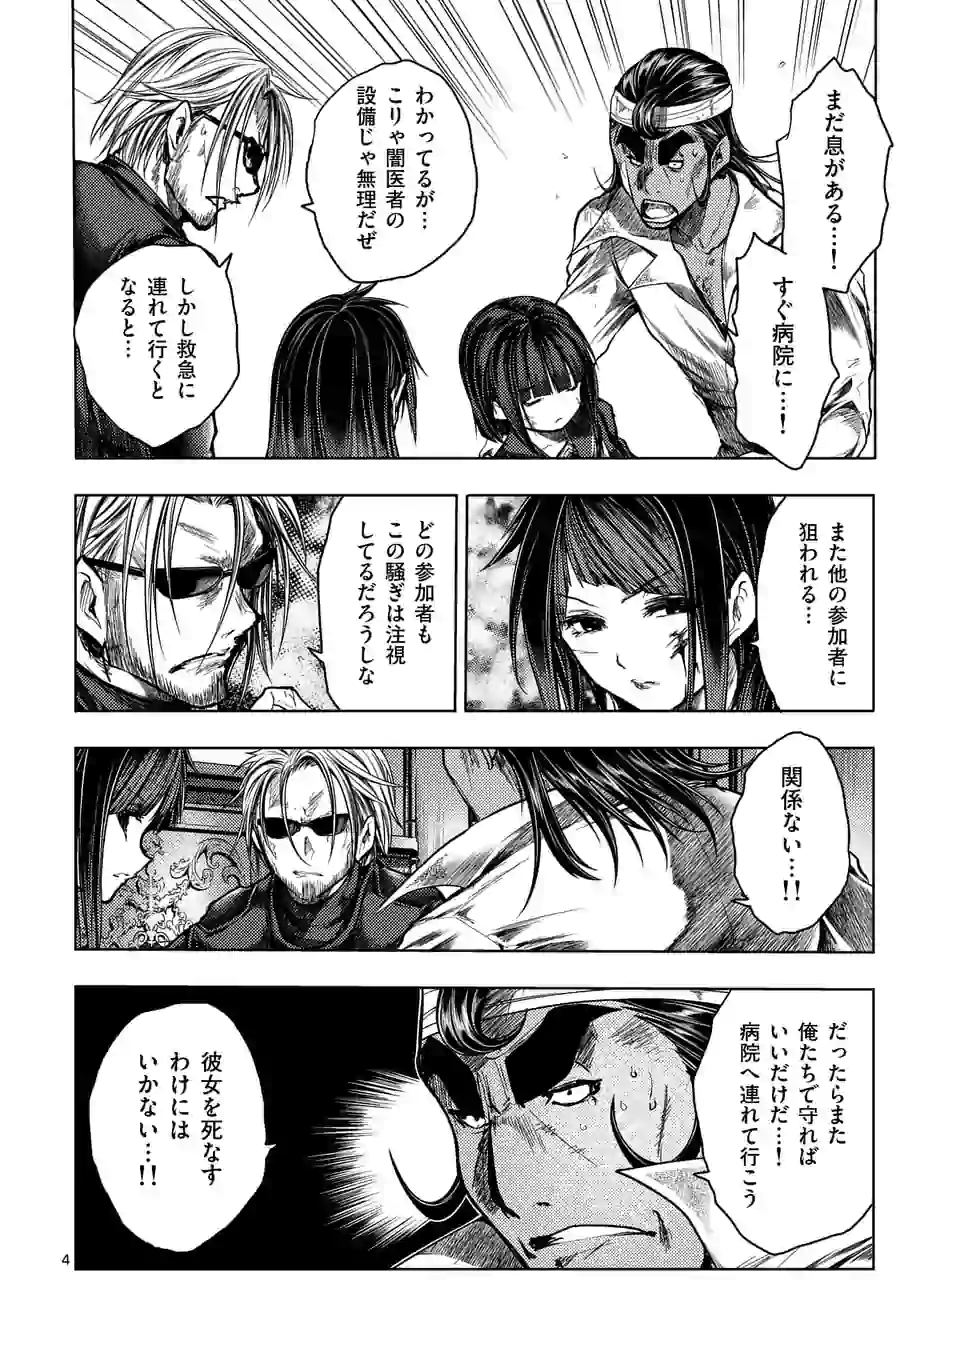 まだ息がある…!
すぐ病院に…!
わかってるが…
こりゃ闇医者の
設備じゃ無理だぜ
しかし救急に
連れて行くと
なると…
また他の参加者に
狙われる…
どの参加者も
この騒ぎは注視
してるだろうしな
関係ない…!!
だったらまた
俺たちで守れば
いいだけだ…!
病院へ連れて行こう
彼女を死なす
わけには
いかない…!!
4